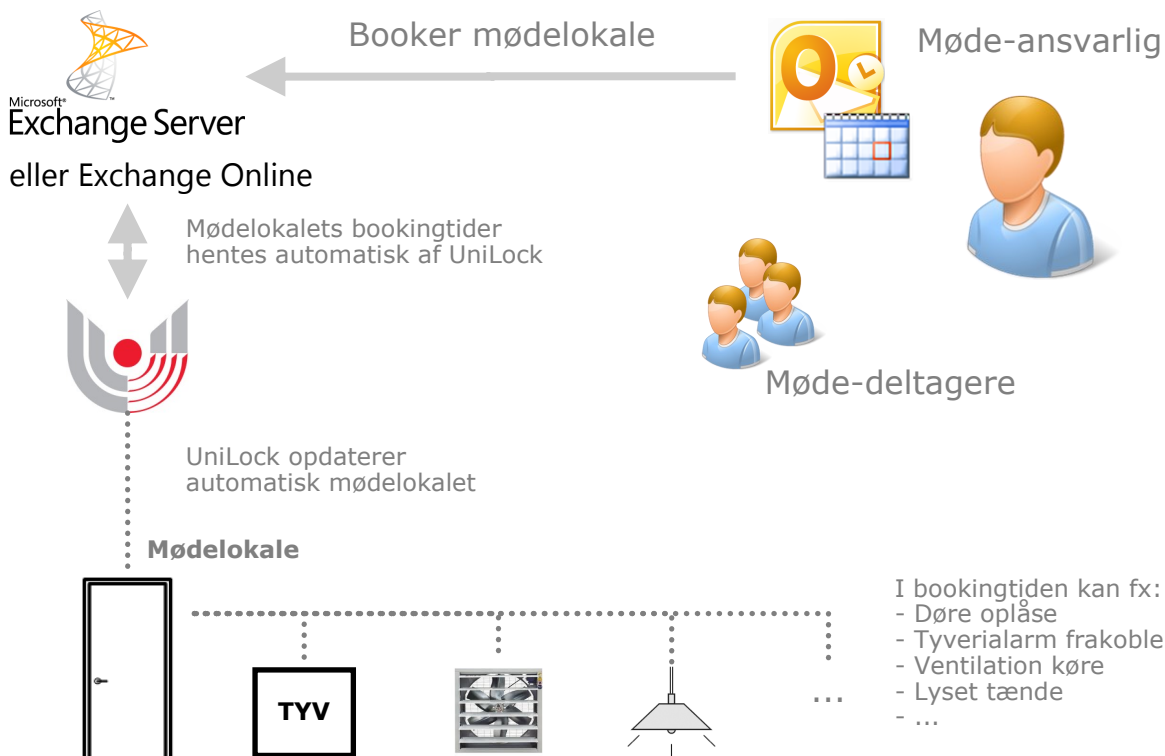 Booker mødelokale
Møde-ansvarlig
Microsoft®
Exchange Server
eller Exchange Online
Mødelokalets bookingtider
hentes automatisk af UniLock
Møde-deltagere
UniLock opdaterer
automatisk mødelokalet
Mødelokale
I bookingtiden kan fx:
- Døre oplåse
- Tyverialarm frakoble
- Ventilation køre
- Lyset tænde
- ...
TYV
...